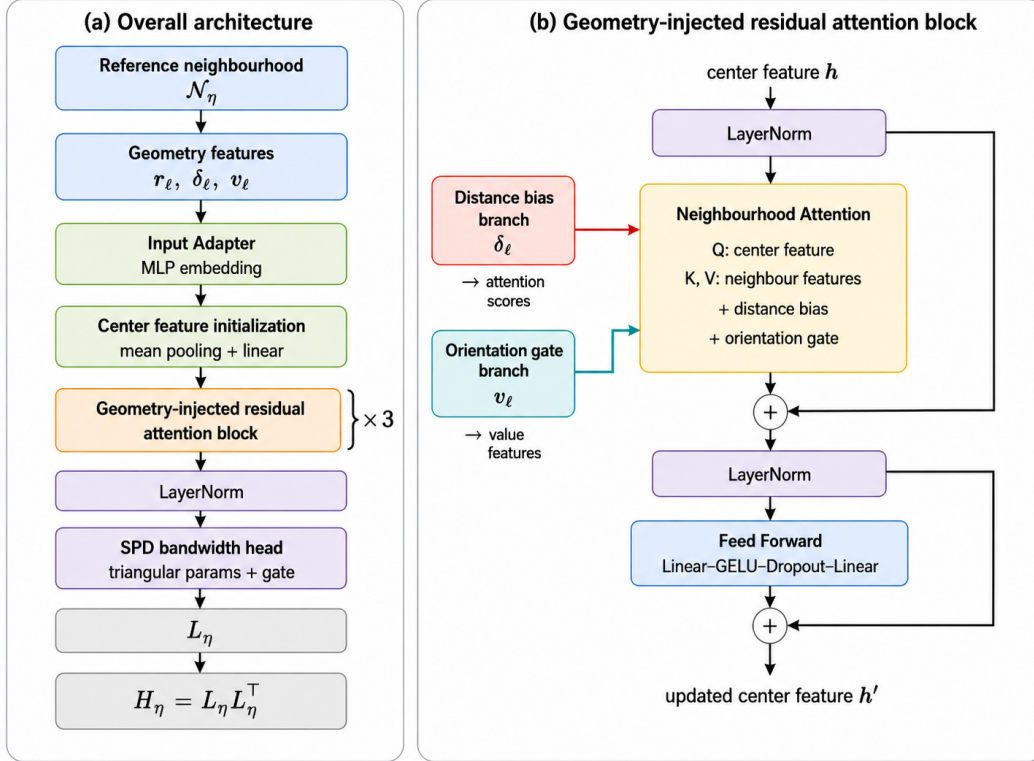 (a) Overall architecture
Reference neighbourhood
𝒩_η
Geometry features
r_ℓ, δ_ℓ, v_ℓ
Input Adapter
MLP embedding
Center feature initialization
mean pooling + linear
Geometry-injected residual
attention block
× 3
LayerNorm
SPD bandwidth head
triangular params + gate
L_η
H_η = L_η L_η^⊤
(b) Geometry-injected residual attention block
center feature h
LayerNorm
Distance bias
branch
δ_ℓ
→ attention
scores
Orientation gate
branch
v_ℓ
→ value
features
Neighbourhood Attention
Q: center feature
K, V: neighbour features
+ distance bias
+ orientation gate
+
LayerNorm
Feed Forward
Linear–GELU–Dropout–Linear
+
updated center feature h′